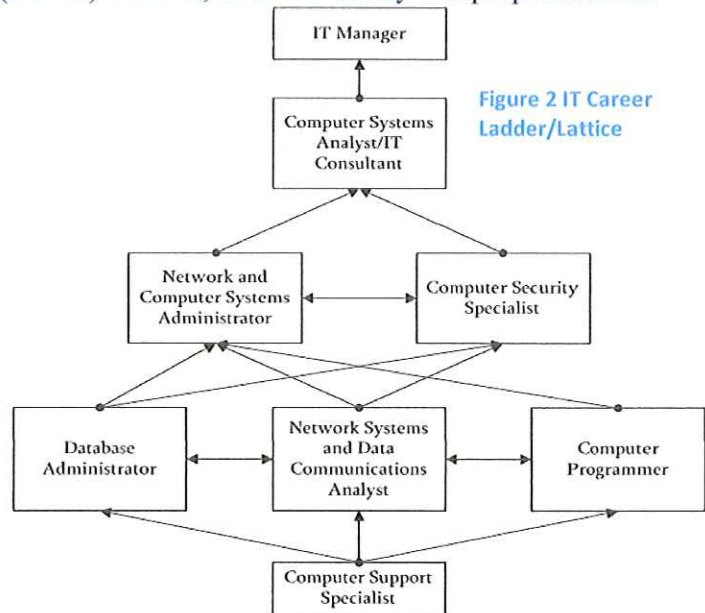 IT Manager
Figure 2 IT Career
Ladder/Lattice
Computer Systems
Analyst/IT
Consultant
Network and
Computer Systems
Administrator
Computer Security
Specialist
Database
Administrator
Network Systems
and Data
Communications
Analyst
Computer
Programmer
Computer Support
Specialist